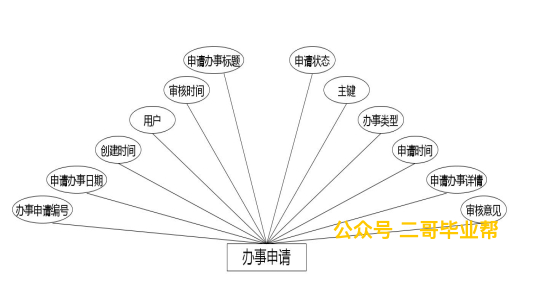 申请办事标题
申请状态
审核时间
主键
用户
办事类型
创建时间
申请时间
申请办事日期
申请办事详情
办事申请编号
审核意见
公众号 二哥毕业帮
办事申请